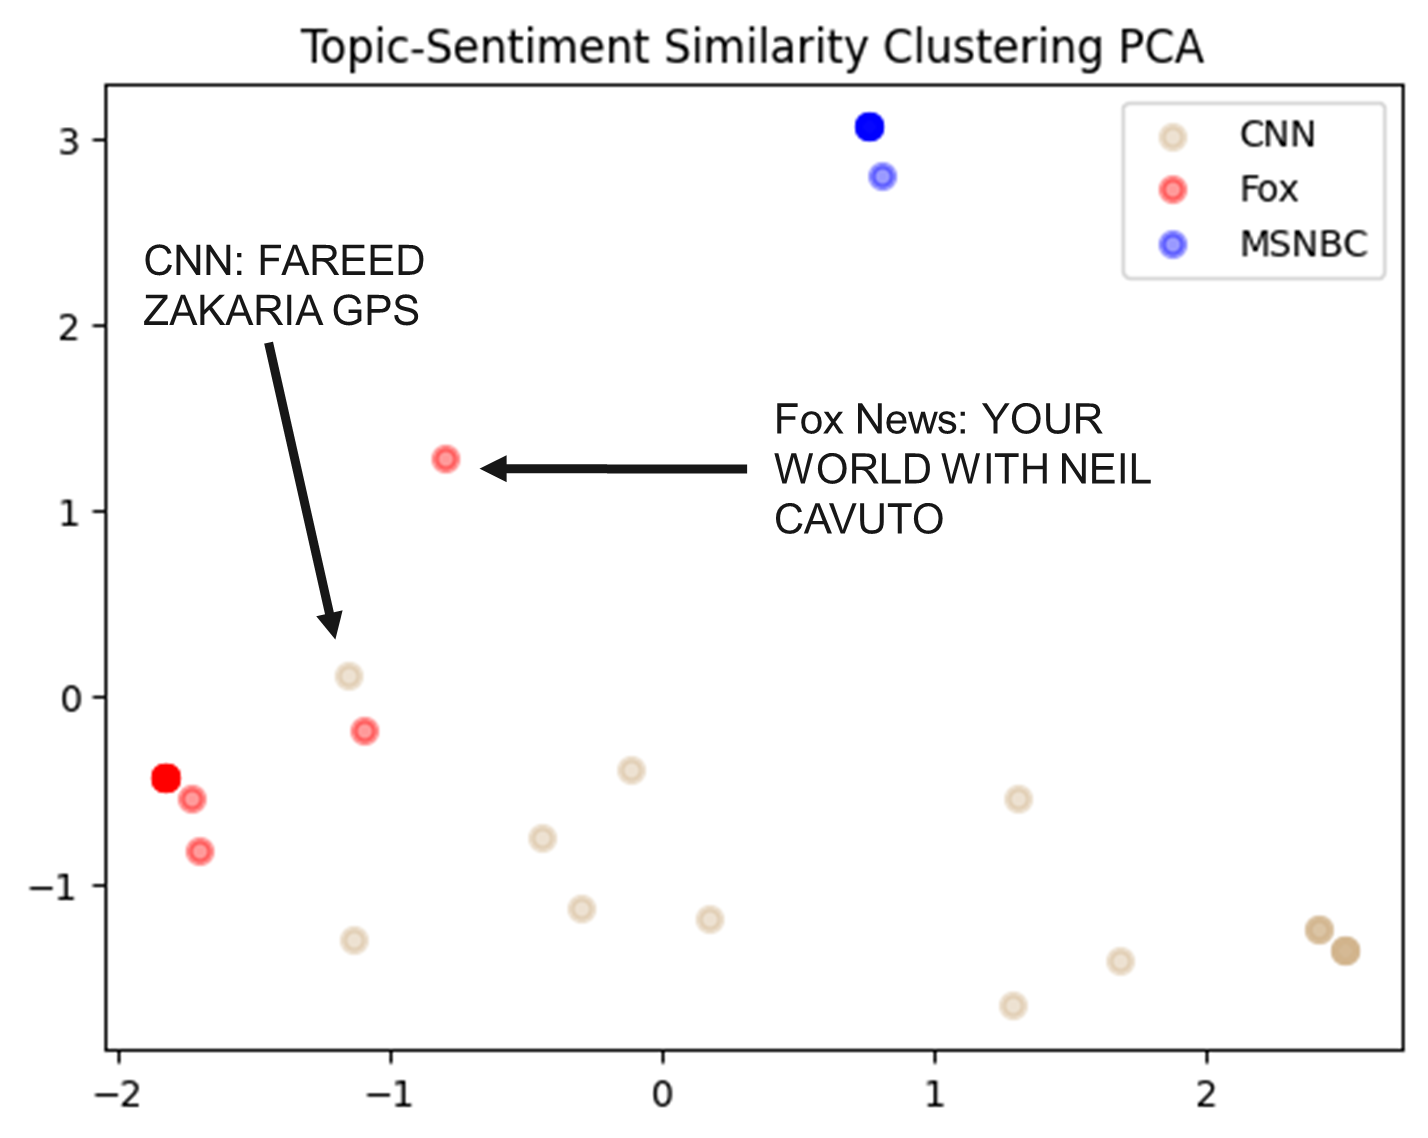 Topic-Sentiment Similarity Clustering PCA
CNN
Fox
MSNBC
CNN: FAREED
ZAKARIA GPS
Fox News: YOUR
WORLD WITH NEIL
CAVUTO
3
2
1
0
−1
−2
−1
0
1
2